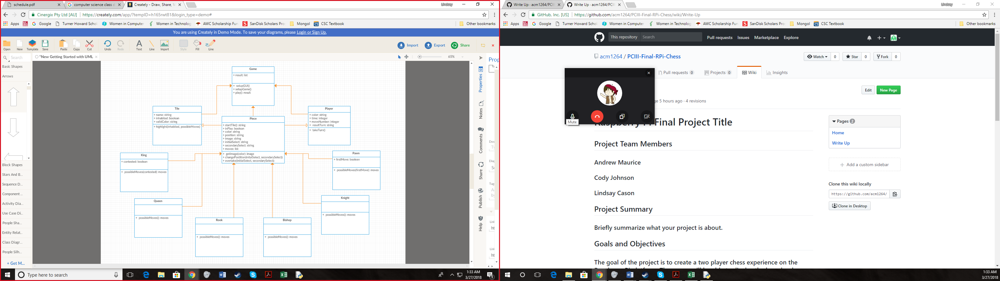 schedule.pdf
computer science class d
Creately - Draw, Share, V
Lindsay
Cinergix Pty Ltd [AU] https://creately.com/app/?tempID=h165rwt81&login_type=demo#
Apps Google Turner Howard Schol Women in Computer Women in Technolog AWC Scholarship Fun SanDisk Scholars Pro Mongol CSC Textbook Other bookmarks
You are using Creately in Demo Mode. To save your diagrams, please Login or Sign Up.
Open New Template Save Paste Copy Cut Undo Redo Text Line Import Style Fill Line
Import Export Share
Search
*New Getting Started with UML
65%
Basic Shapes
Arrows
Block Shapes
Stars And B...
Sequence D...
Component ...
Activity Dia...
Use Case Di...
People Sha...
Entity Relat...
Class Diagr...
People Silh...
+ Get M...
Game
+ result: list
+ setupGUI()
+ setupGame()
+ play(): result
Tile
+ name: string
+ inhabited: boolean
+ validColor: string
+ highlight(inhabited, possibleMoves)
Piece
+ startTile(): string
+ inPlay: boolean
+ color: string
+ position: string
+ image: string
+ initialSelect: string
+ secondarySelect: string
+ moves: list
+ getImage(color): image
+ changePostition(initalSelect, secondarySelect):
+ overtake(initialSelect, secondarySelect):
Player
+ color: string
+ time: integer
+ moveNumber: integer
+ resultTurn: string
+ takeTurn()
King
+ contested: boolean
+ possibleMoves(contested): moves
Pawn
+ firstMove: boolean
+ possibleMoves(firstMove): moves
Queen
+ possibleMoves(): moves
Knight
+ possibleMoves(): moves
Rook
+ possibleMoves(): moves
Bishop
+ possibleMoves(): moves
Prop
Properties
Notes
Comments
Share
Publish
Help
Des
Diag
Tag
Link
ht
Link
ht
Type here to search
1:33 AM
3/27/2018
Write Up · acm1264/PCI
Write Up · acm1264/PCI
Lindsay
GitHub, Inc. [US] https://github.com/acm1264/PCIII-Final-RPi-Chess/wiki/Write-Up
Apps Google Turner Howard Schol Women in Computer Women in Technolog AWC Scholarship Fun SanDisk Scholars Pro Mongol CSC Textbook Other bookmarks
This repository Search Pull requests Issues Marketplace Explore
acm1264 / PCIII-Final-RPi-Chess
Watch 0 Star 0 Fork 0
Pull requests 0 Projects 0 Wiki Insights
Edit New Page
ge 5 hours ago · 4 revisions
Mute
Final Project Title
Project Team Members
Andrew Maurice
Cody Johnson
Lindsay Cason
Project Summary
Briefly summarize what your project is about.
Goals and Objectives
The goal of the project is to create a two player chess experience on the
Pages 2
Home
Write Up
+ Add a custom sidebar
Clone this wiki locally
https://github.com/acm1264/
Clone in Desktop
1:33 AM
3/27/2018